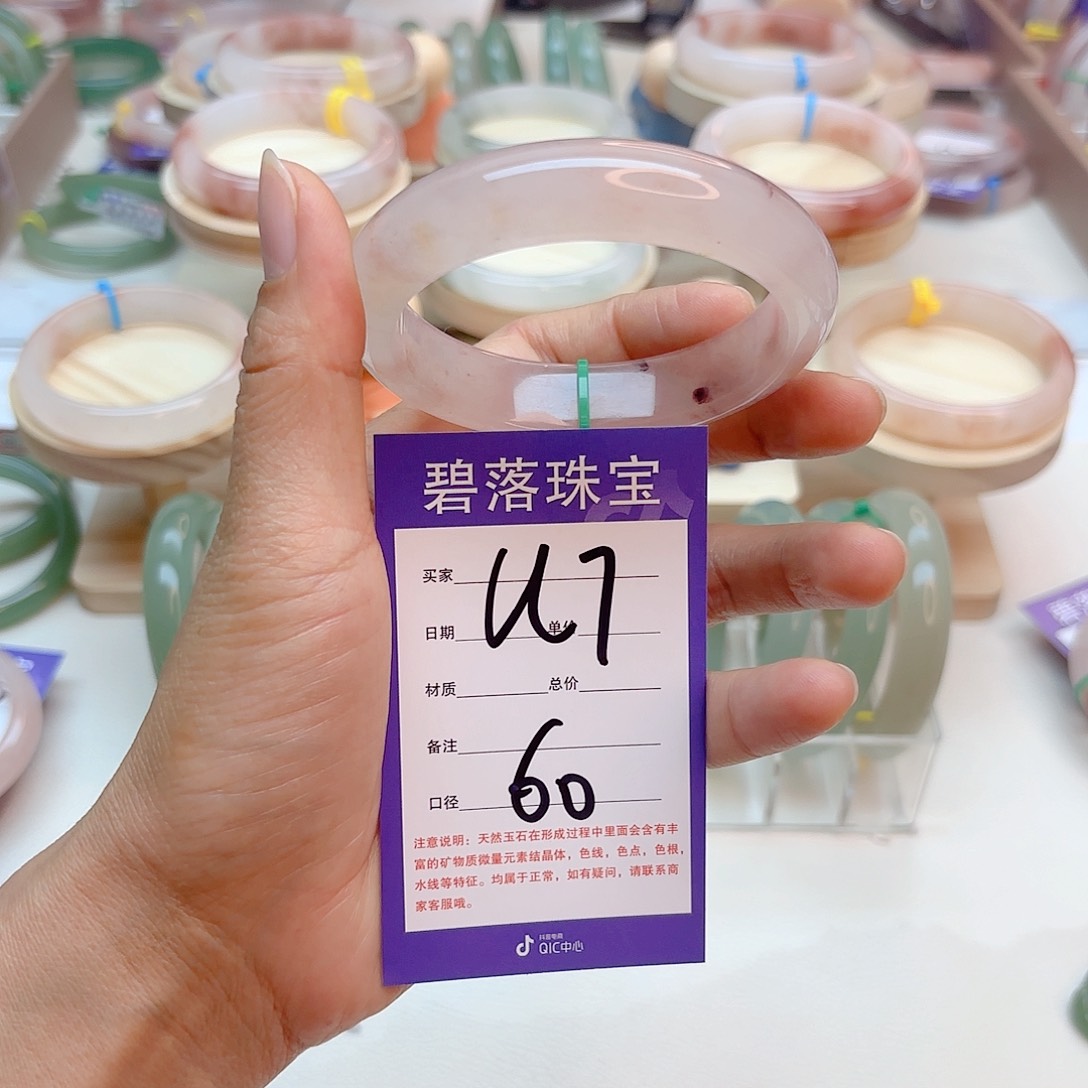 碧落珠宝
买家
U7
日期 单价
材质 总价
备注
口径 60
注意说明：天然玉石在形成过程中里面会含有丰
富的矿物质微量元素结晶体，色线，色点，色根，
水线等特征。均属于正常，如有疑问，请联系商
家客服哦。
抖音电商
QIC中心